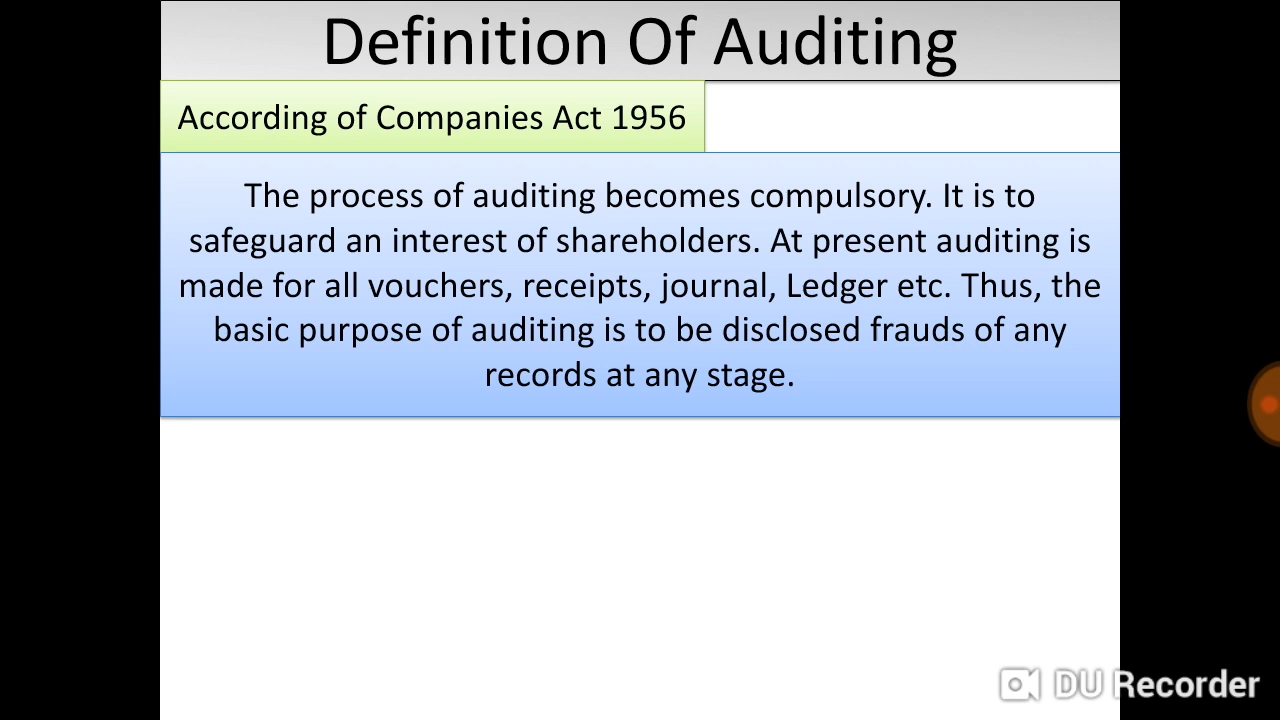 Definition Of Auditing
According of Companies Act 1956
The process of auditing becomes compulsory. It is to
safeguard an interest of shareholders. At present auditing is
made for all vouchers, receipts, journal, Ledger etc. Thus, the
basic purpose of auditing is to be disclosed frauds of any
records at any stage.
DU Recorder